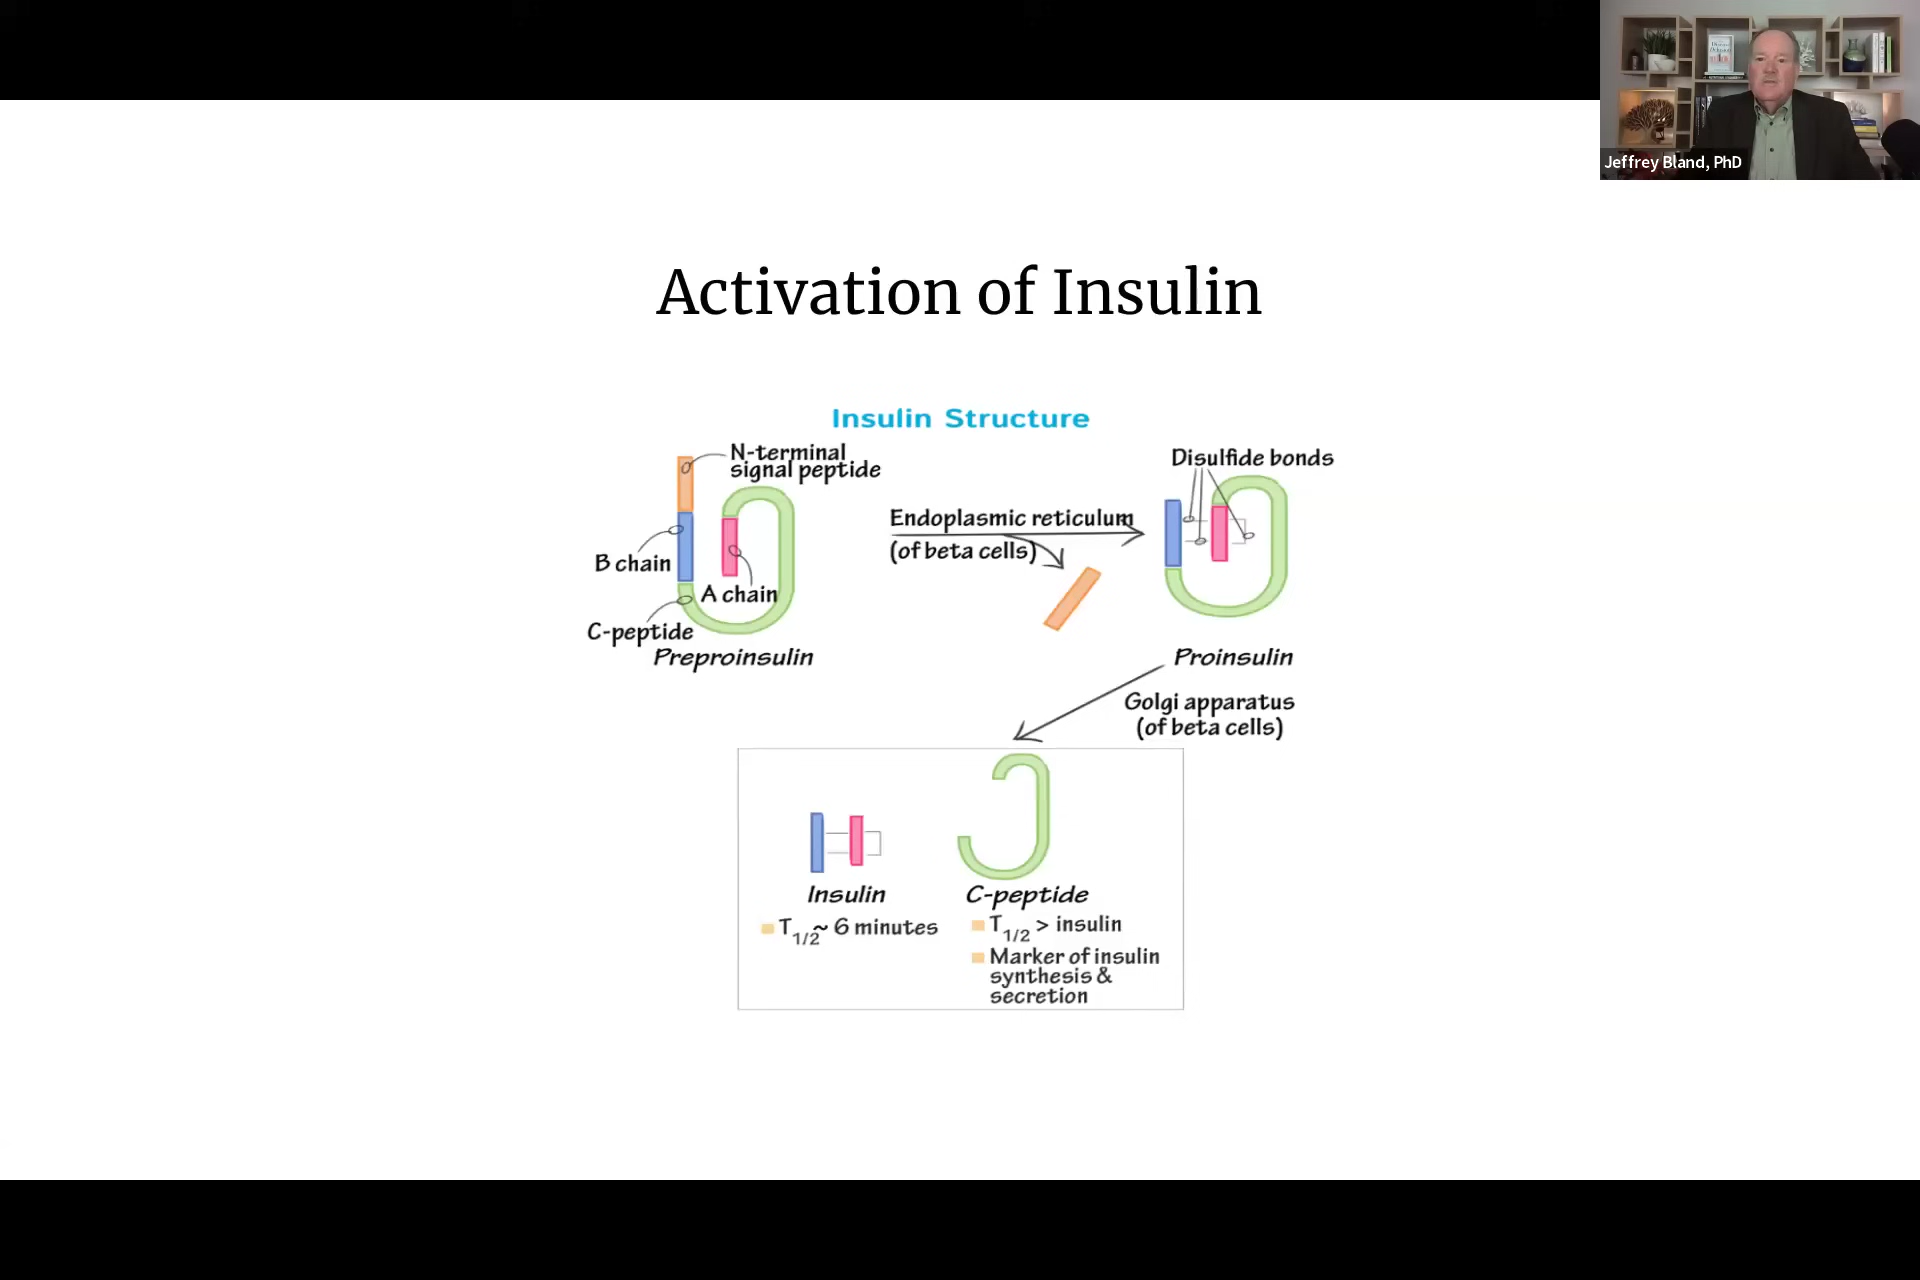 Jeffrey Bland, PhD
Activation of Insulin
Insulin Structure
N-terminal
signal peptide
B chain
A chain
C-peptide
Preproinsulin
Endoplasmic reticulum
(of beta cells)
Disulfide bonds
Proinsulin
Golgi apparatus
(of beta cells)
Insulin
T1/2~ 6 minutes
C-peptide
T1/2 > insulin
Marker of insulin
synthesis &
secretion